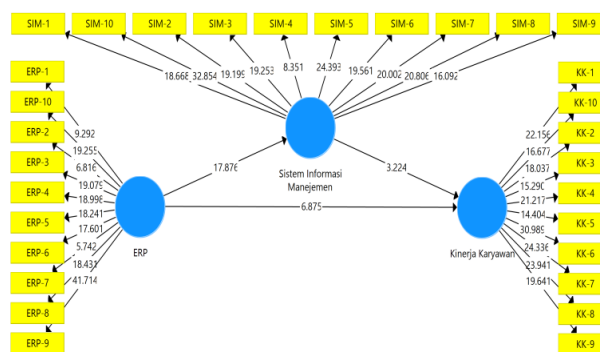 SIM-1 SIM-10 SIM-2 SIM-3 SIM-4 SIM-5 SIM-6 SIM-7 SIM-8 SIM-9
18.668 32.854 19.199 19.253 8.351 24.393 19.561 20.002 20.806 16.092
Sistem Informasi
Manejemen
ERP-1
ERP-10
ERP-2
ERP-3
ERP-4
ERP-5
ERP-6
ERP-7
ERP-8
ERP-9
9.292
19.255
6.816
19.079
18.998
18.241
17.601
5.742
18.431
41.714
ERP
17.876
3.224
6.875
Kinerja Karyawan
22.156
16.677
18.037
15.290
21.217
14.404
30.989
24.336
23.941
19.641
KK-1
KK-10
KK-2
KK-3
KK-4
KK-5
KK-6
KK-7
KK-8
KK-9